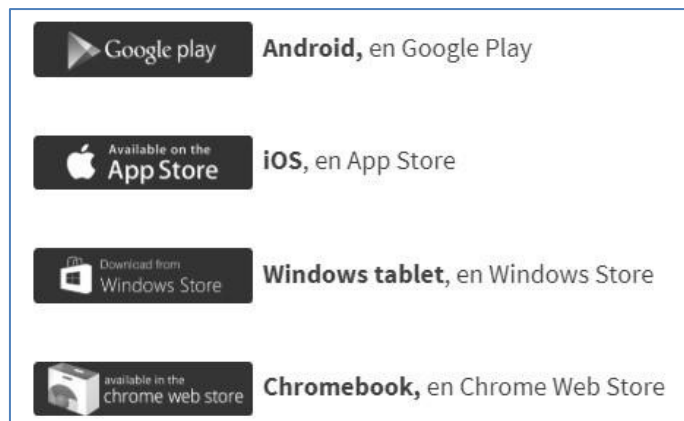 Google play
Android, en Google Play
Available on the
App Store
iOS, en App Store
Download from
Windows Store
Windows tablet, en Windows Store
available in the
chrome web store
Chromebook, en Chrome Web Store